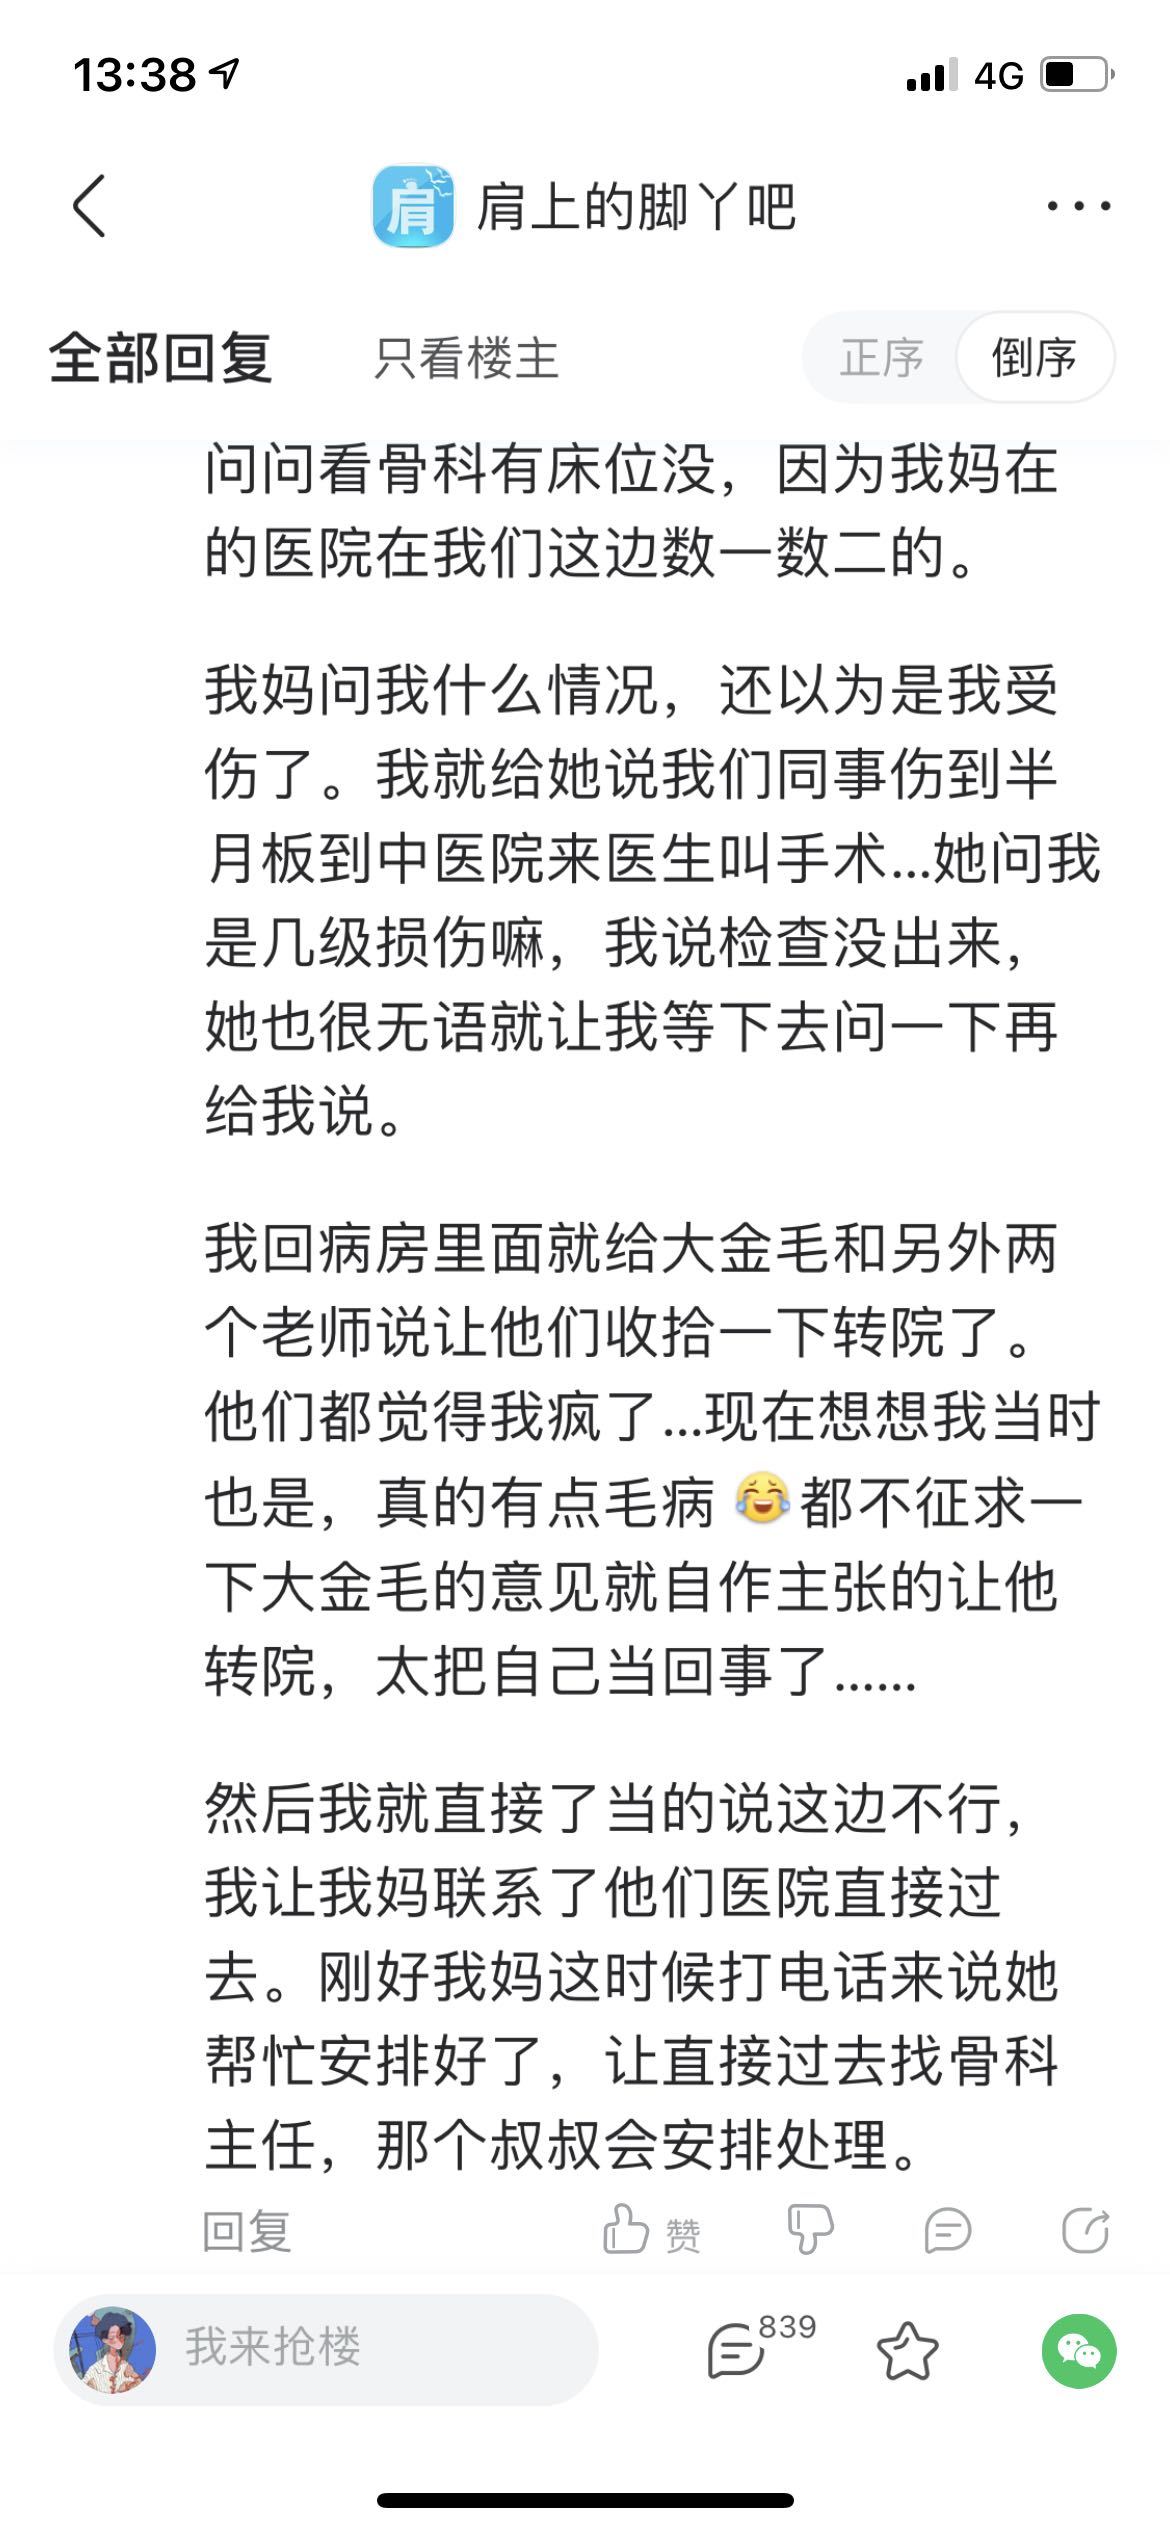 13:38
4G
肩
肩上的脚丫吧
全部回复
只看楼主
正序
倒序
问问看骨科有床位没，因为我妈在
的医院在我们这边数一数二的。
我妈问我什么情况，还以为是我受
伤了。我就给她说我们同事伤到半
月板到中医院来医生叫手术...她问我
是几级损伤嘛，我说检查没出来，
她也很无语就让我等下去问一下再
给我说。
我回病房里面就给大金毛和另外两
个老师说让他们收拾一下转院了。
他们都觉得我疯了...现在想想我当时
也是，真的有点毛病 😂都不征求一
下大金毛的意见就自作主张的让他
转院，太把自己当回事了......
然后我就直接了当的说这边不行，
我让我妈联系了他们医院直接过
去。刚好我妈这时候打电话来说她
帮忙安排好了，让直接过去找骨科
主任，那个叔叔会安排处理。
回复
赞
我来抢楼
839